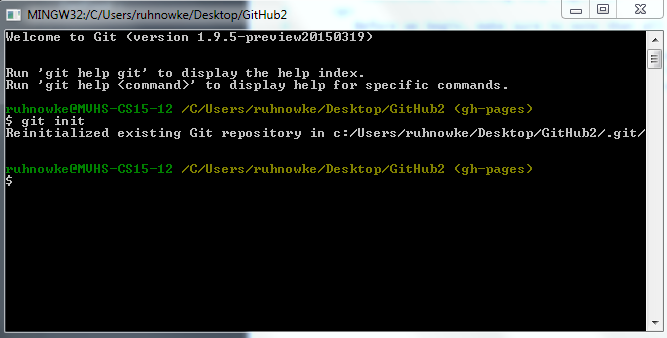 MINGW32:/C/Users/ruhnowke/Desktop/GitHub2
Welcome to Git (version 1.9.5-preview20150319)
Run 'git help git' to display the help index.
Run 'git help <command>' to display help for specific commands.
ruhnowke@MVHS-CS15-12 /C/Users/ruhnowke/Desktop/GitHub2 (gh-pages)
$ git init
Reinitialized existing Git repository in c:/Users/ruhnowke/Desktop/GitHub2/.git/
ruhnowke@MVHS-CS15-12 /C/Users/ruhnowke/Desktop/GitHub2 (gh-pages)
$